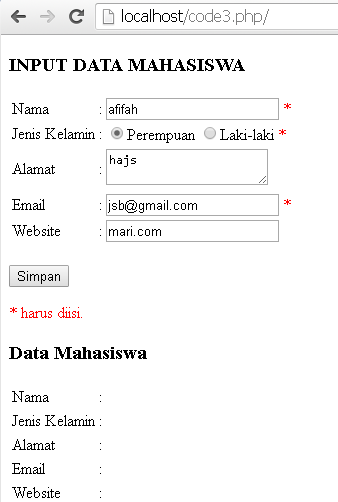 localhost/code3.php/
INPUT DATA MAHASISWA
Nama : afifah *
Jenis Kelamin : Perempuan Laki-laki *
Alamat : hajs
Email : jsb@gmail.com *
Website : mari.com
Simpan
* harus diisi.
Data Mahasiswa
Nama :
Jenis Kelamin :
Alamat :
Email :
Website :